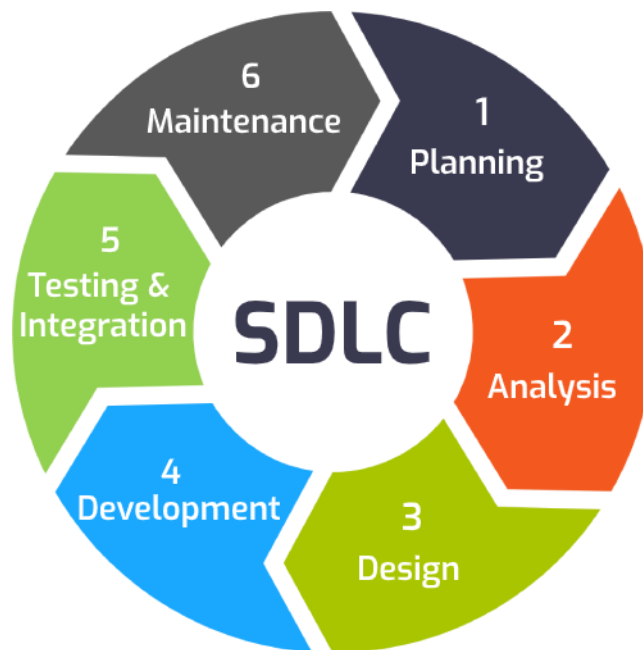 SDLC
1
Planning
2
Analysis
3
Design
4
Development
5
Testing &
Integration
6
Maintenance